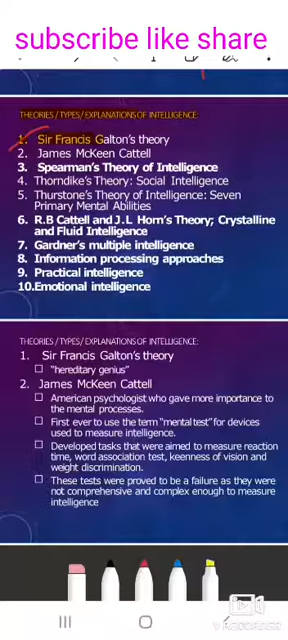 subscribe like share
THEORIES / TYPES/ EXPLANATIONS OF INTELLIGENCE:
1. Sir Francis Galton's theory
2. James McKeen Cattell
3. Spearman's Theory of Intelligence
4. Thorndike's Theory: Social Intelligence
5. Thurstone's Theory of Intelligence: Seven
Primary Mental Abilities
6. R.B Cattell and J.L Horn's Theory; Crystalline
and Fluid Intelligence
7. Gardner's multiple intelligence
8. Information processing approaches
9. Practical intelligence
10.Emotional intelligence
THEORIES / TYPES/ EXPLANATIONS OF INTELLIGENCE:
1. Sir Francis Galton's theory
"hereditary genius"
2. James McKeen Cattell
American psychologist who gave more importance to
the mental processes.
First ever to use the term "mental test" for devices
used to measure intelligence.
Developed tasks that were aimed to measure reaction
time, word association test, keenness of vision and
weight discrimination.
These tests were proved to be a failure as they were
not comprehensive and complex enough to measure
intelligence